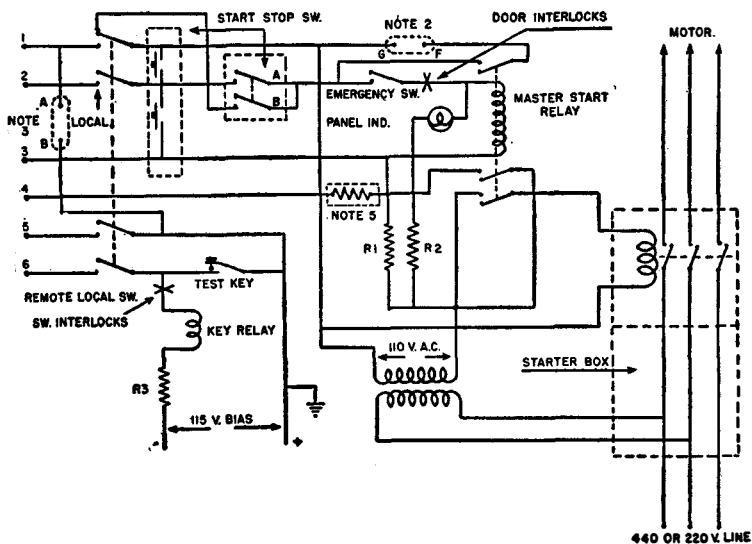 START STOP SW.
NOTE 2
DOOR INTERLOCKS
MOTOR.
1
G
F
2
A
B
EMERGENCY SW.
MASTER START
RELAY
A
NOTE
3
LOCAL
B
PANEL IND.
3
4
NOTE 5
5
R1
R2
6
TEST KEY
REMOTE LOCAL SW.
SW. INTERLOCKS
KEY RELAY
110 V. A.C.
STARTER BOX
R3
115 V. BIAS
-
+
440 OR 220 V. LINE